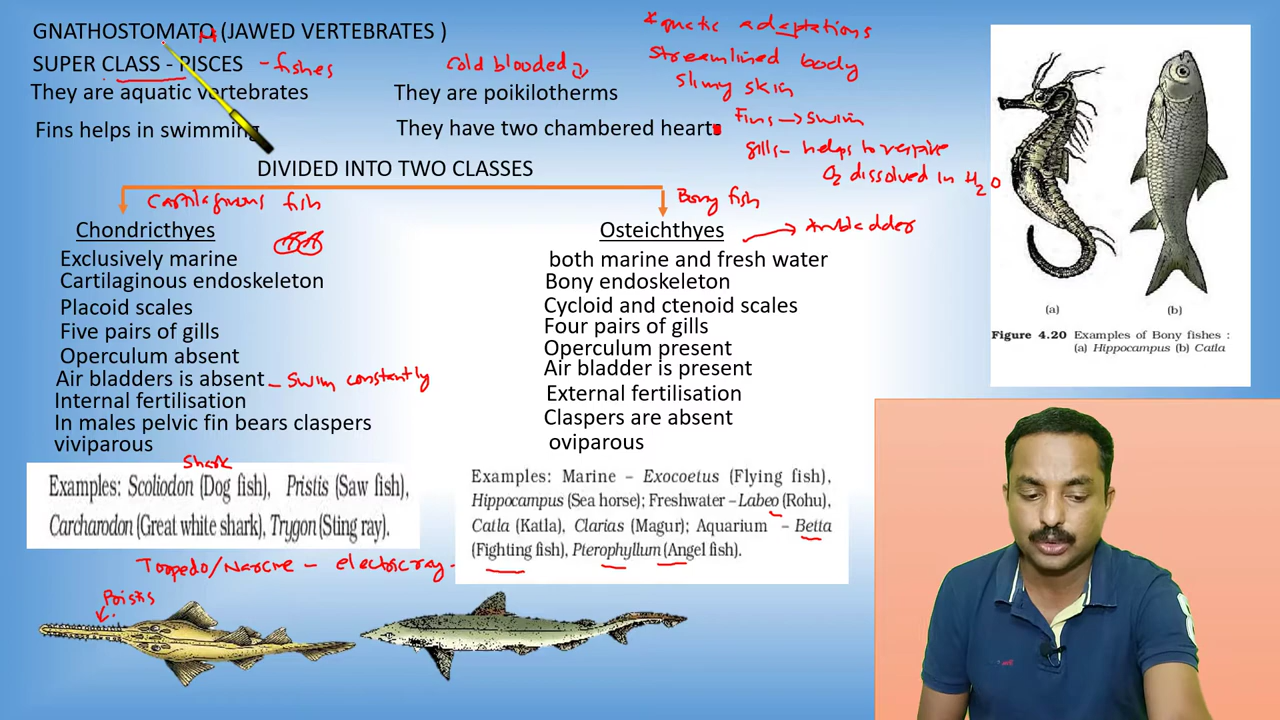 GNATHOSTOMATO (JAWED VERTEBRATES )
SUPER CLASS - PISCES - fishes
They are aquatic vertebrates
Fins helps in swimming
cold blooded
They are poikilotherms
They have two chambered hearts
Aquatic adaptations
Streamlined body
Slimy skin
Fins → swim
gills - helps to respire
O2 dissolved in H2O
DIVIDED INTO TWO CLASSES
Cartilaginous fish
Chondricthyes
Exclusively marine
Cartilaginous endoskeleton
Placoid scales
Five pairs of gills
Operculum absent
Air bladders is absent - swim constantly
Internal fertilisation
In males pelvic fin bears claspers
viviparous
Shark
Examples: Scoliodon (Dog fish), Pristis (Saw fish),
Carcharodon (Great white shark), Trygon (Sting ray).
Torpedo/Narcine - electric ray -
Pristis
Bony fish
Osteichthyes → Airbladder
both marine and fresh water
Bony endoskeleton
Cycloid and ctenoid scales
Four pairs of gills
Operculum present
Air bladder is present
External fertilisation
Claspers are absent
oviparous
Examples: Marine – Exocoetus (Flying fish),
Hippocampus (Sea horse); Freshwater – Labeo (Rohu),
Catla (Katla), Clarias (Magur); Aquarium – Betta
(Fighting fish), Pterophyllum (Angel fish).
(a) (b)
Figure 4.20 Examples of Bony fishes :
(a) Hippocampus (b) Catla